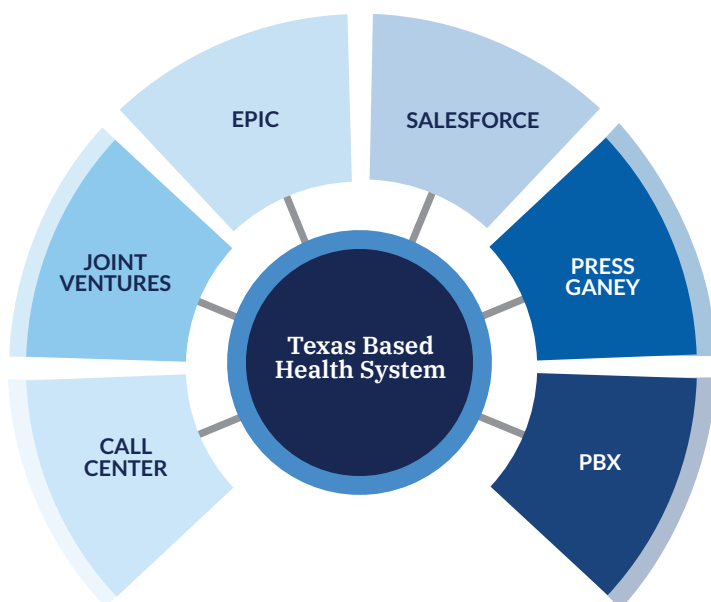 EPIC
SALESFORCE
JOINT
VENTURES
PRESS
GANEY
Texas Based
Health System
CALL
CENTER
PBX